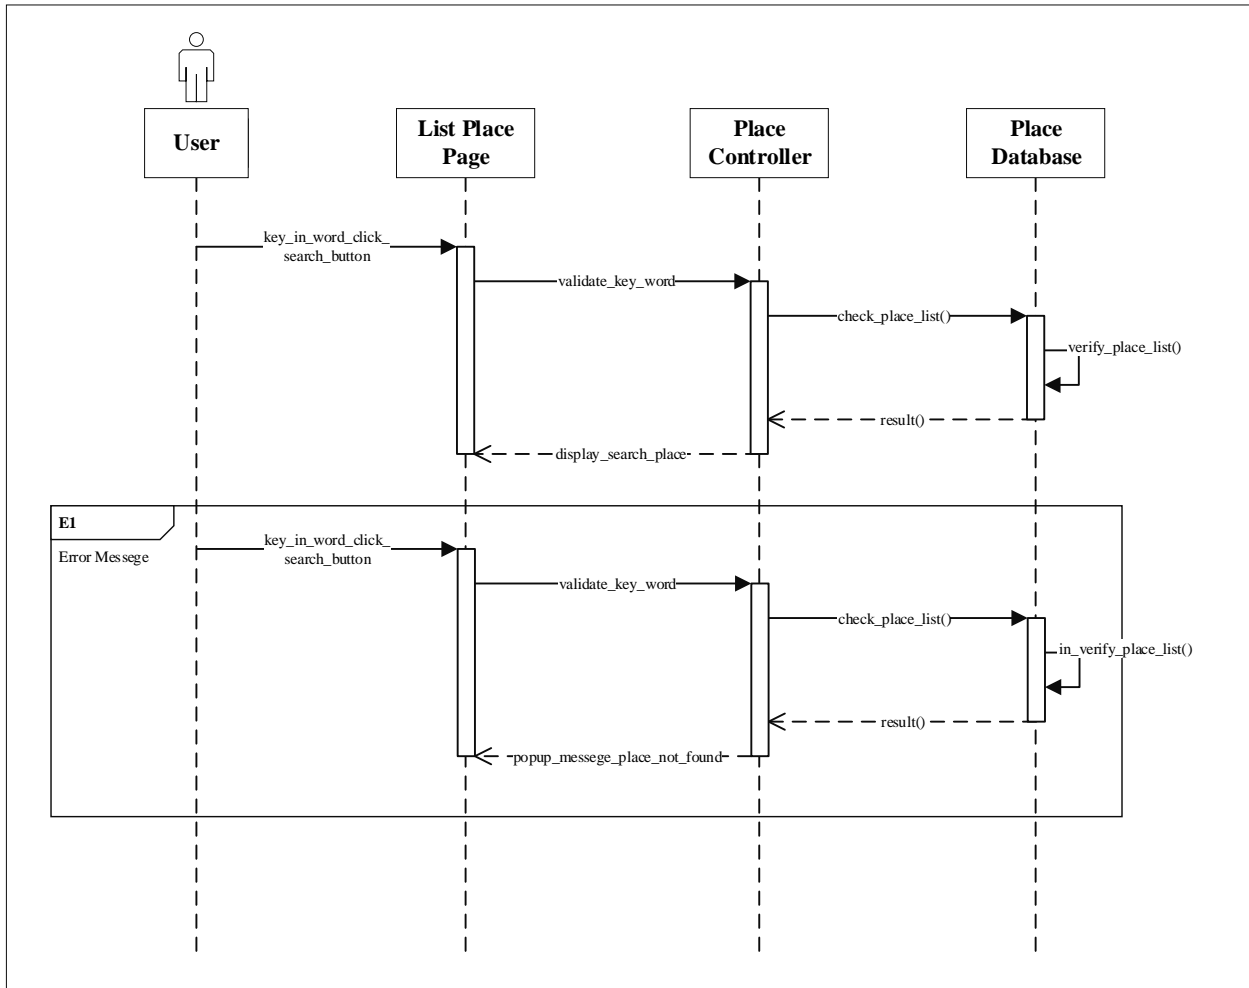 User
List Place
Page
Place
Controller
Place
Database
key_in_word_click_
search_button
validate_key_word
check_place_list()
verify_place_list()
result()
display_search_place
E1
Error Messege
key_in_word_click_
search_button
validate_key_word
check_place_list()
in_verify_place_list()
result()
popup_messege_place_not_found